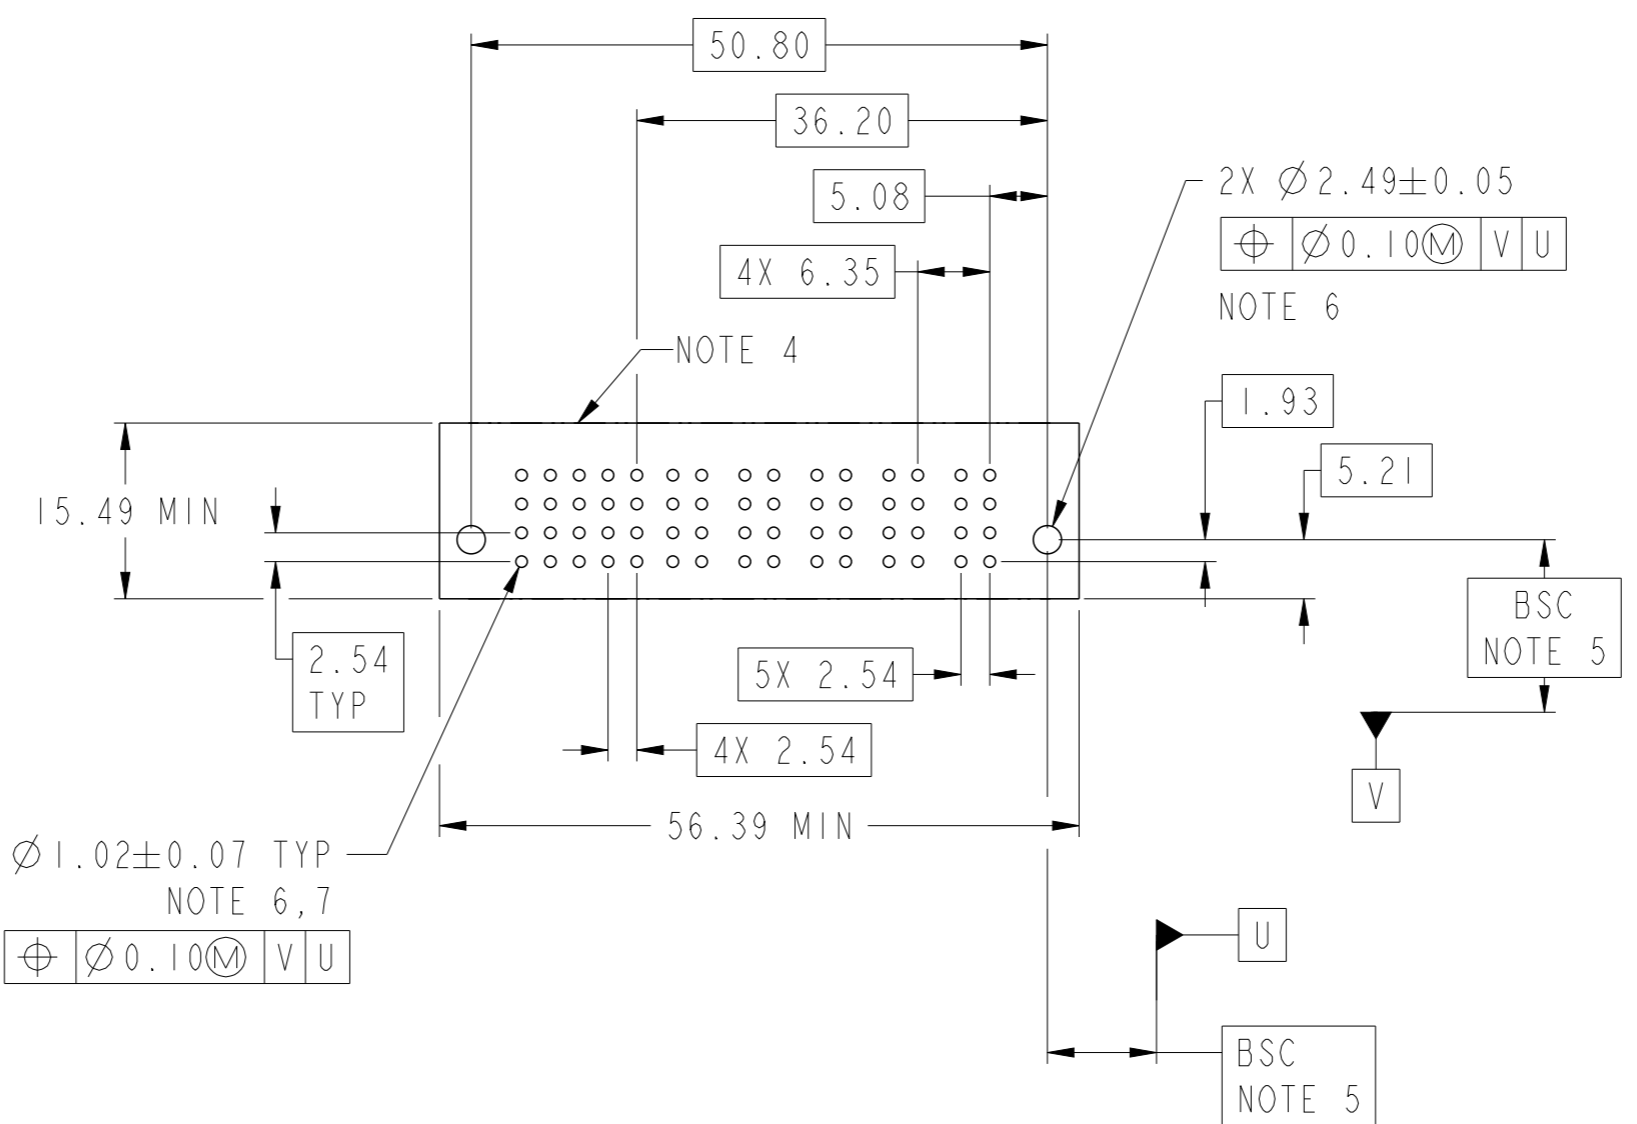 50.80
36.20
5.08
2X ∅2.49±0.05
⌖ ∅0.10Ⓜ V U
NOTE 6
4X 6.35
NOTE 4
1.93
5.21
15.49 MIN
BSC
NOTE 5
2.54
TYP
5X 2.54
4X 2.54
V
56.39 MIN
∅1.02±0.07 TYP
NOTE 6,7
⌖ ∅0.10Ⓜ V U
U
BSC
NOTE 5